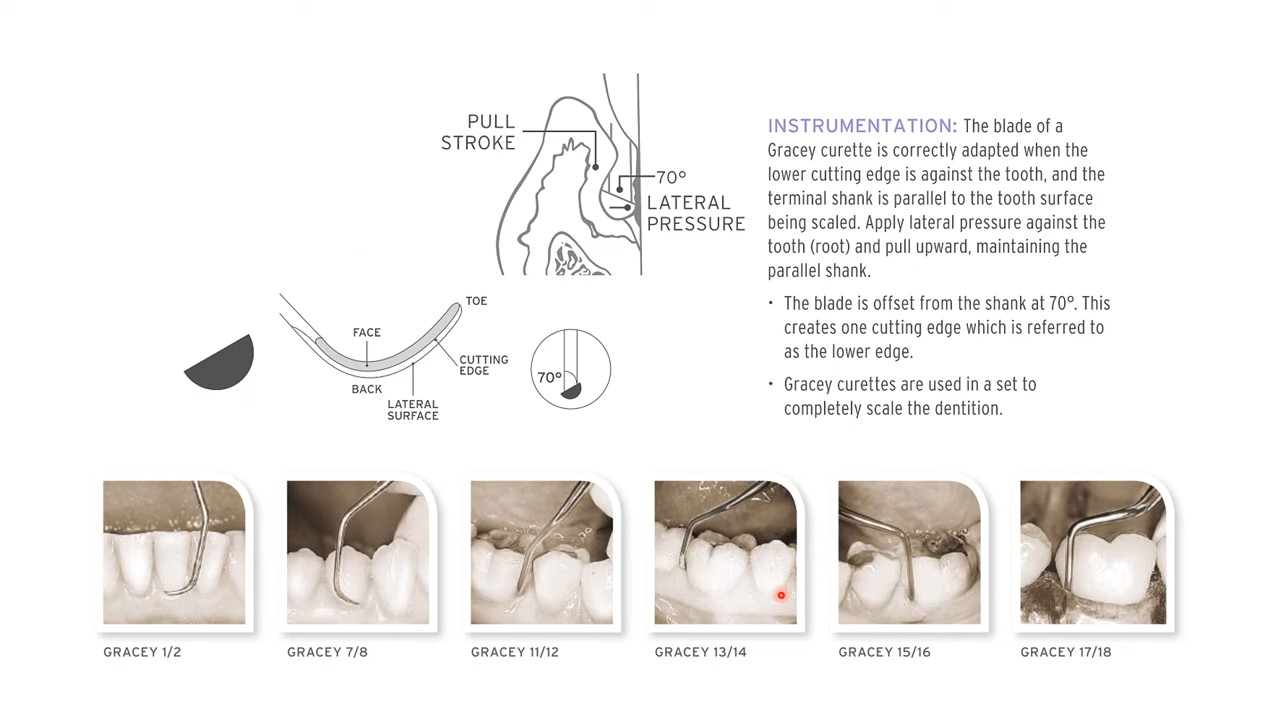 PULL
STROKE
70°
LATERAL
PRESSURE
INSTRUMENTATION: The blade of a
Gracey curette is correctly adapted when the
lower cutting edge is against the tooth, and the
terminal shank is parallel to the tooth surface
being scaled. Apply lateral pressure against the
tooth (root) and pull upward, maintaining the
parallel shank.
• The blade is offset from the shank at 70°. This
creates one cutting edge which is referred to
as the lower edge.
• Gracey curettes are used in a set to
completely scale the dentition.
TOE
FACE
CUTTING
EDGE
BACK
LATERAL
SURFACE
70°
GRACEY 1/2
GRACEY 7/8
GRACEY 11/12
GRACEY 13/14
GRACEY 15/16
GRACEY 17/18